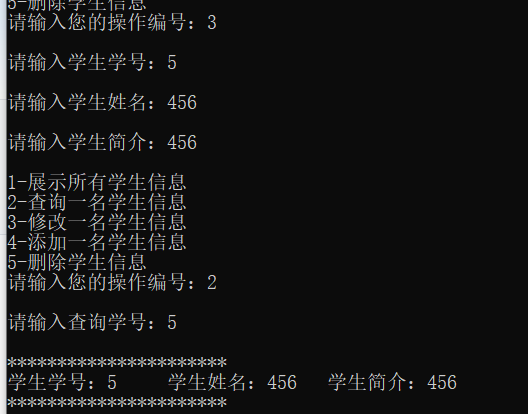 5-删除学生信息
请输入您的操作编号：3
请输入学生学号：5
请输入学生姓名：456
请输入学生简介：456
1-展示所有学生信息
2-查询一名学生信息
3-修改一名学生信息
4-添加一名学生信息
5-删除学生信息
请输入您的操作编号：2
请输入查询学号：5
**********************
学生学号：5 学生姓名：456 学生简介：456
**********************